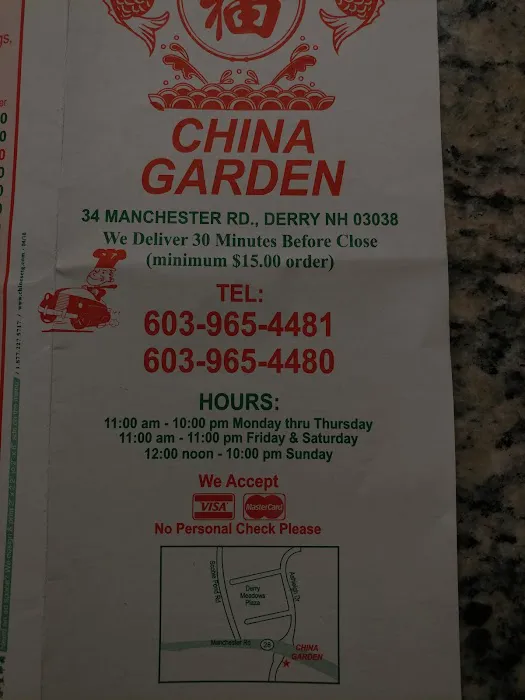 福
CHINA
GARDEN
34 MANCHESTER RD., DERRY NH 03038
We Deliver 30 Minutes Before Close
(minimum $15.00 order)
TEL:
603-965-4481
603-965-4480
HOURS:
11:00 am - 10:00 pm Monday thru Thursday
11:00 am - 11:00 pm Friday & Saturday
12:00 noon - 10:00 pm Sunday
We Accept
VISA MasterCard
No Personal Check Please
Derry
Meadows
Plaza
Manchester Rd
28
CHINA
GARDEN